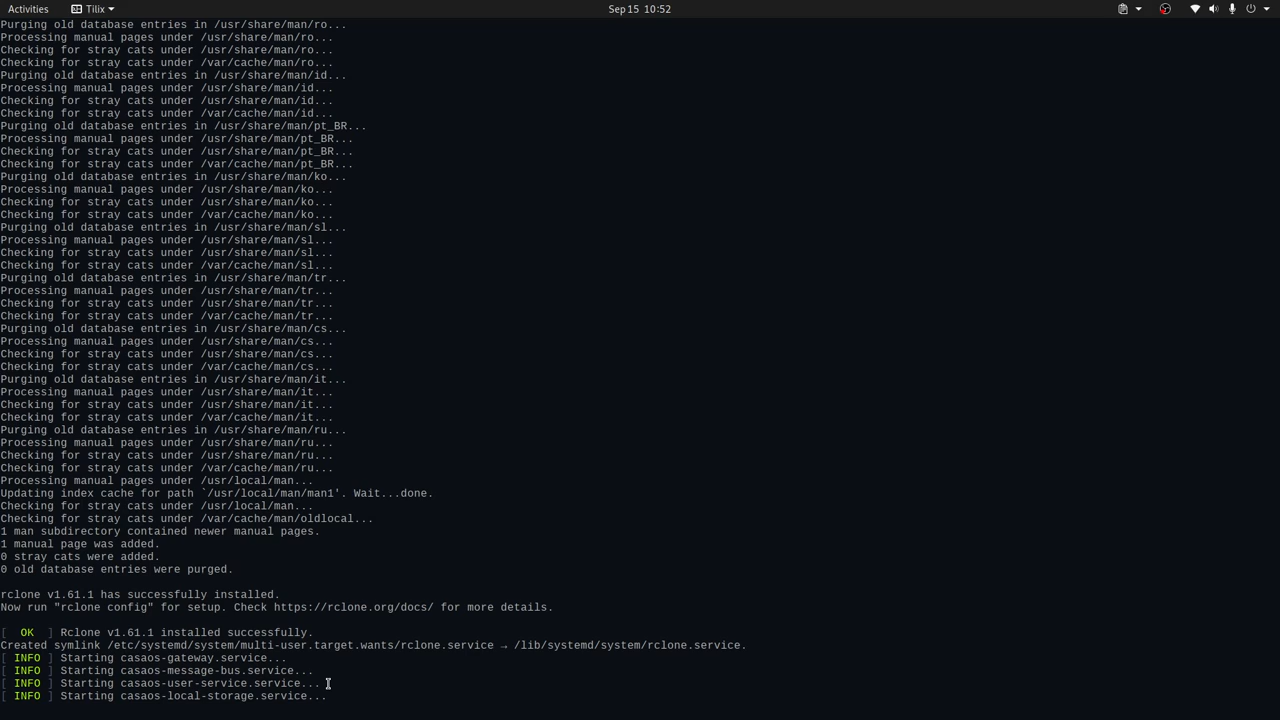 Activities
Tilix
Sep 15 10:52
Purging old database entries in /usr/share/man/ro...
Processing manual pages under /usr/share/man/ro...
Checking for stray cats under /usr/share/man/ro...
Checking for stray cats under /var/cache/man/ro...
Purging old database entries in /usr/share/man/id...
Processing manual pages under /usr/share/man/id...
Checking for stray cats under /usr/share/man/id...
Checking for stray cats under /var/cache/man/id...
Purging old database entries in /usr/share/man/pt_BR...
Processing manual pages under /usr/share/man/pt_BR...
Checking for stray cats under /usr/share/man/pt_BR...
Checking for stray cats under /var/cache/man/pt_BR...
Purging old database entries in /usr/share/man/ko...
Processing manual pages under /usr/share/man/ko...
Checking for stray cats under /usr/share/man/ko...
Checking for stray cats under /var/cache/man/ko...
Purging old database entries in /usr/share/man/sl...
Processing manual pages under /usr/share/man/sl...
Checking for stray cats under /usr/share/man/sl...
Checking for stray cats under /var/cache/man/sl...
Purging old database entries in /usr/share/man/tr...
Processing manual pages under /usr/share/man/tr...
Checking for stray cats under /usr/share/man/tr...
Checking for stray cats under /var/cache/man/tr...
Purging old database entries in /usr/share/man/cs...
Processing manual pages under /usr/share/man/cs...
Checking for stray cats under /usr/share/man/cs...
Checking for stray cats under /var/cache/man/cs...
Purging old database entries in /usr/share/man/it...
Processing manual pages under /usr/share/man/it...
Checking for stray cats under /usr/share/man/it...
Checking for stray cats under /var/cache/man/it...
Purging old database entries in /usr/share/man/ru...
Processing manual pages under /usr/share/man/ru...
Checking for stray cats under /usr/share/man/ru...
Checking for stray cats under /var/cache/man/ru...
Processing manual pages under /usr/local/man...
Updating index cache for path `/usr/local/man/man1'. Wait...done.
Checking for stray cats under /usr/local/man...
Checking for stray cats under /var/cache/man/oldlocal...
1 man subdirectory contained newer manual pages.
1 manual page was added.
0 stray cats were added.
0 old database entries were purged.
rclone v1.61.1 has successfully installed.
Now run "rclone config" for setup. Check https://rclone.org/docs/ for more details.
[  OK  ] Rclone v1.61.1 installed successfully.
Created symlink /etc/systemd/system/multi-user.target.wants/rclone.service → /lib/systemd/system/rclone.service.
[ INFO ] Starting casaos-gateway.service...
[ INFO ] Starting casaos-message-bus.service...
[ INFO ] Starting casaos-user-service.service...
[ INFO ] Starting casaos-local-storage.service...